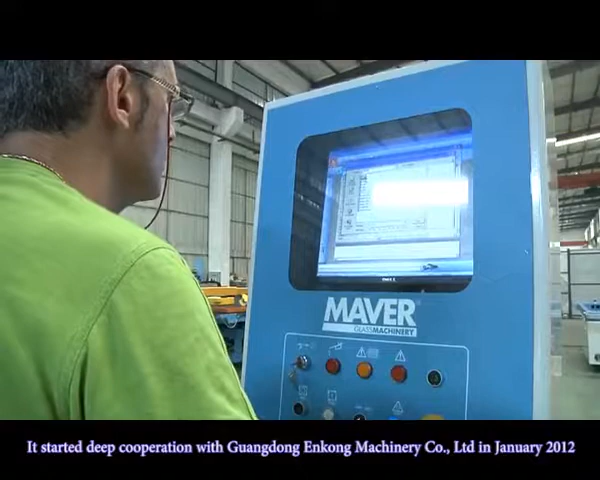 MAVER
GLASS MACHINERY
It started deep cooperation with Guangdong Enkong Machinery Co., Ltd in January 2012